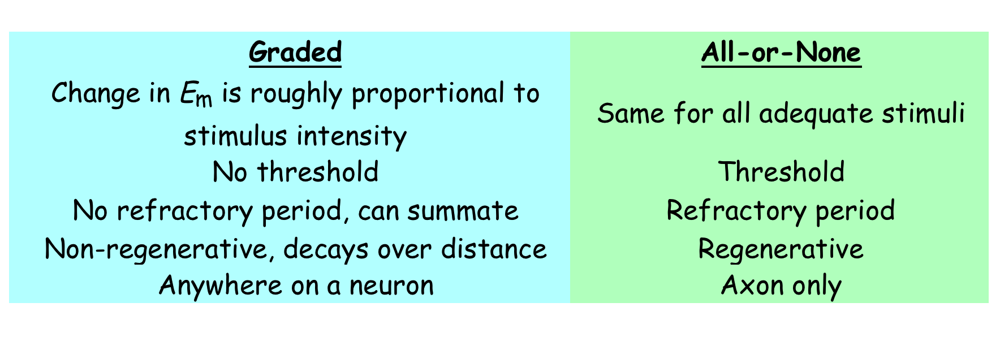 Graded
All-or-None
Change in Em is roughly proportional to
stimulus intensity
Same for all adequate stimuli
No threshold
Threshold
No refractory period, can summate
Refractory period
Non-regenerative, decays over distance
Regenerative
Anywhere on a neuron
Axon only